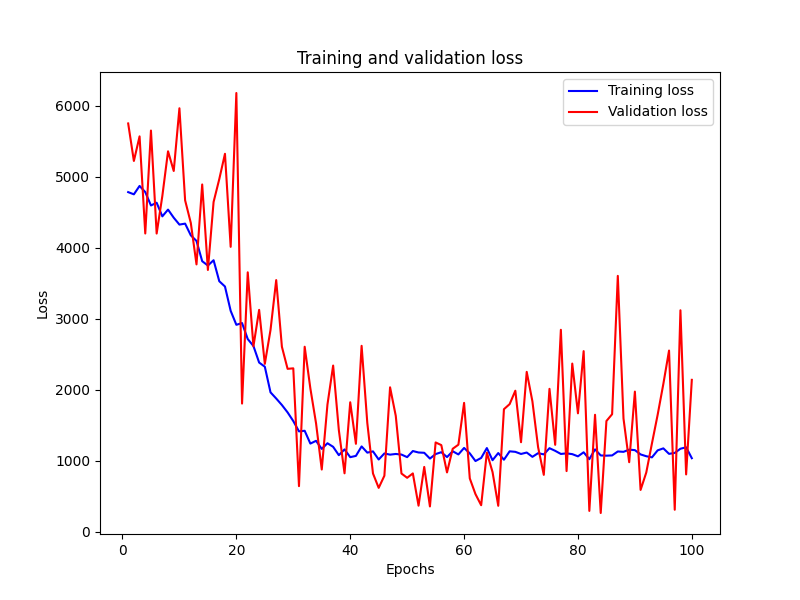 Training and validation loss
Training loss
Validation loss
6000
5000
4000
3000
2000
1000
0
Loss
0 20 40 60 80 100
Epochs